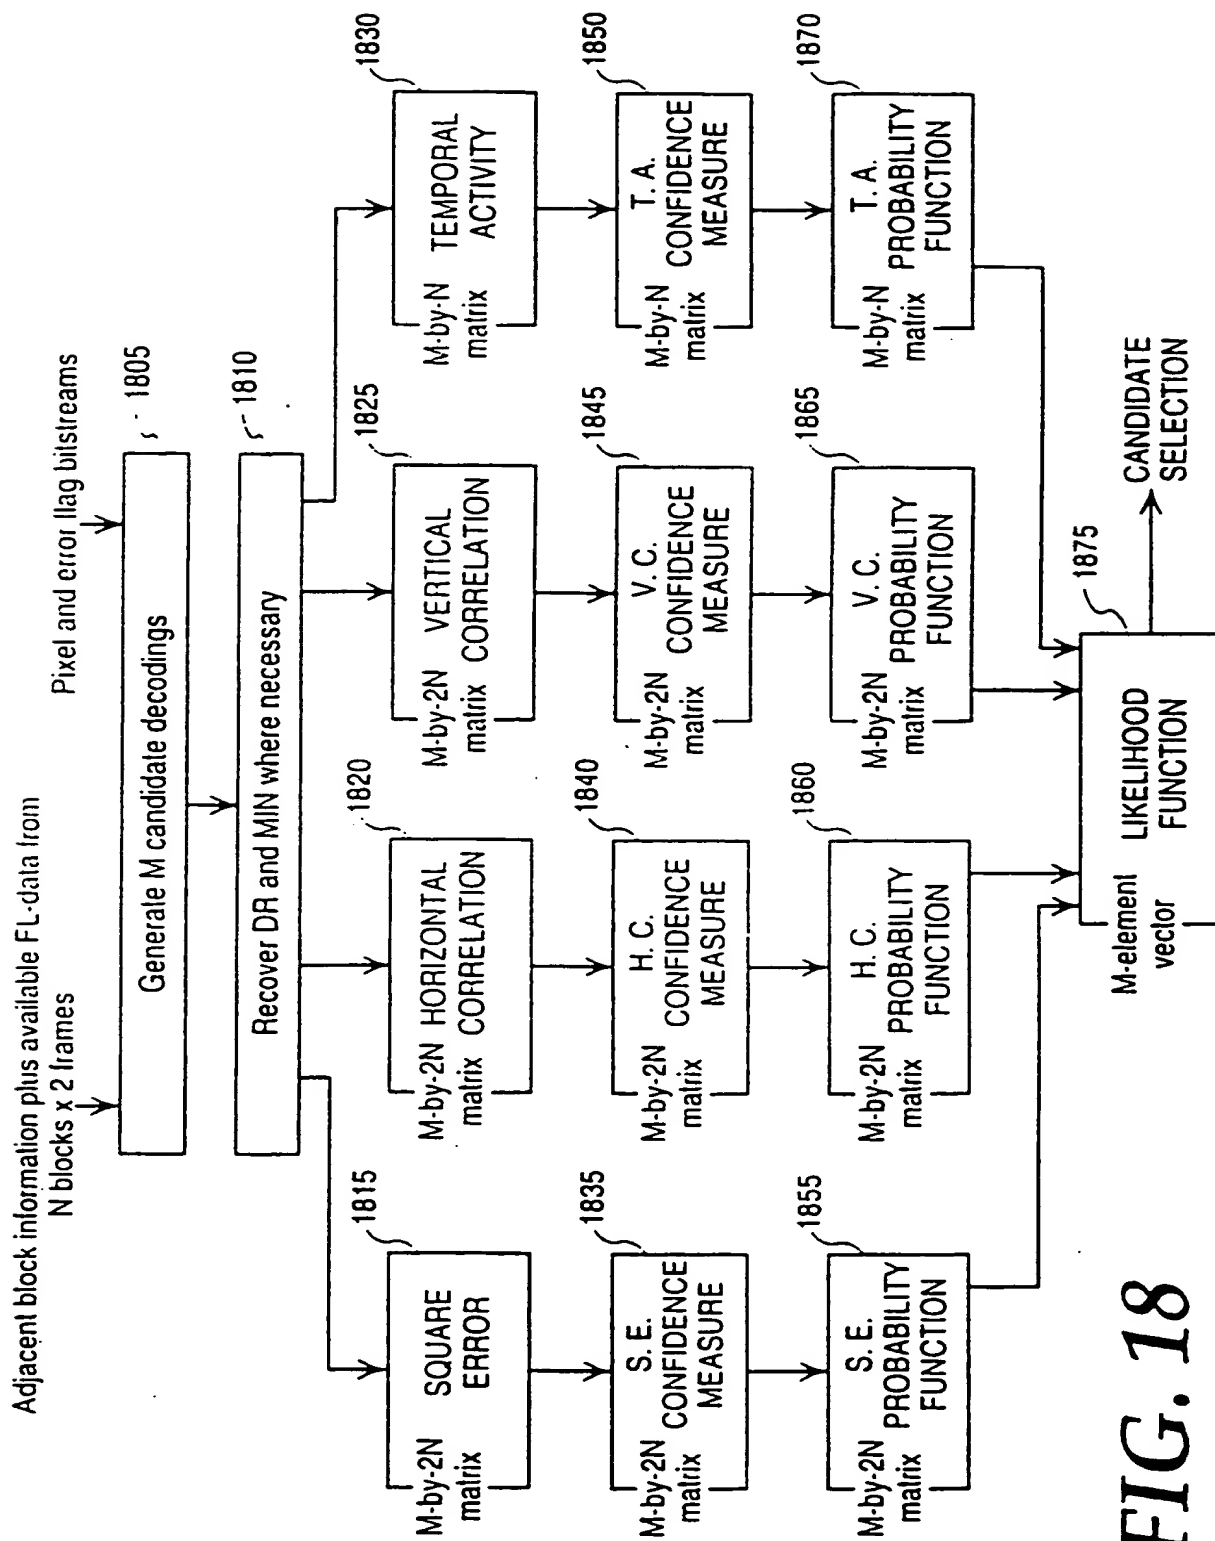 Adjacent block information plus available FL-data from
N blocks x 2 frames
Pixel and error flag bitstreams
Generate M candidate decodings
1805
Recover DR and MIN where necessary
1810
1815
1820
1825
1830
SQUARE
ERROR
M-by-2N
matrix
HORIZONTAL
CORRELATION
M-by-2N
matrix
VERTICAL
CORRELATION
M-by-2N
matrix
TEMPORAL
ACTIVITY
M-by-N
matrix
1835
1840
1845
1850
S. E.
CONFIDENCE
MEASURE
M-by-2N
matrix
H. C.
CONFIDENCE
MEASURE
M-by-2N
matrix
V. C.
CONFIDENCE
MEASURE
M-by-2N
matrix
T. A.
CONFIDENCE
MEASURE
M-by-N
matrix
1855
1860
1865
1870
S. E.
PROBABILITY
FUNCTION
M-by-2N
matrix
H. C.
PROBABILITY
FUNCTION
M-by-2N
matrix
V. C.
PROBABILITY
FUNCTION
M-by-2N
matrix
T. A.
PROBABILITY
FUNCTION
M-by-N
matrix
1875
LIKELIHOOD
FUNCTION
M-element
vector
CANDIDATE
SELECTION
FIG. 18